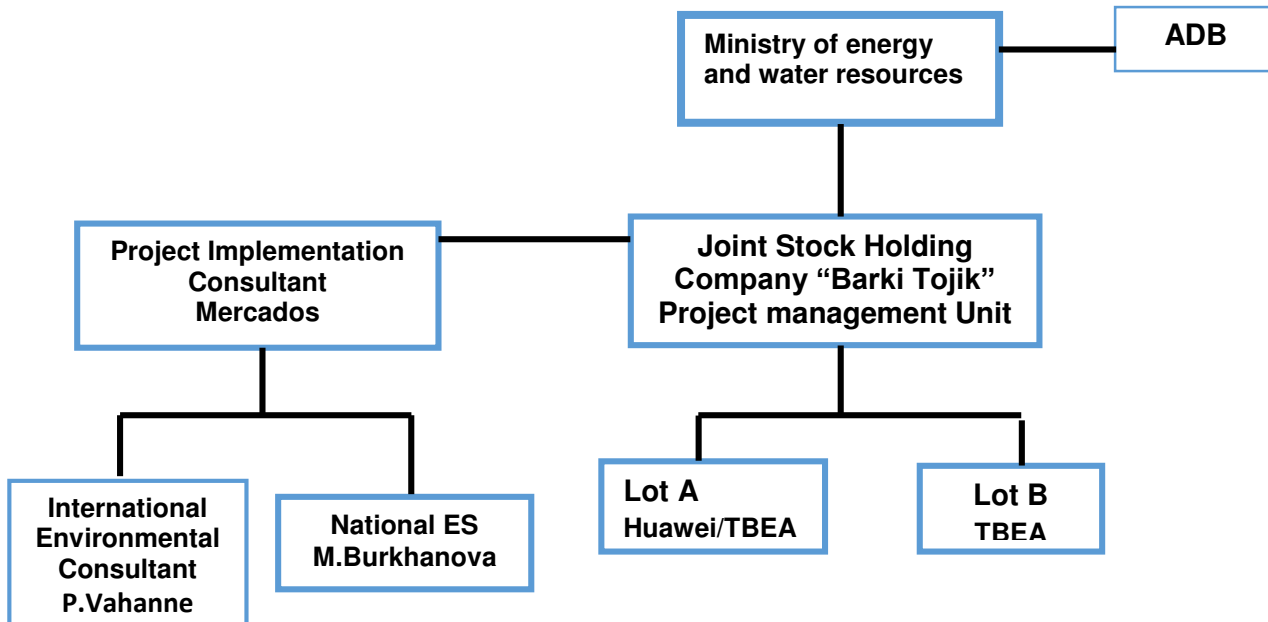 Ministry of energy
and water resources
ADB
Project Implementation
Consultant
Mercados
Joint Stock Holding
Company “Barki Tojik”
Project management Unit
International
Environmental
Consultant
P.Vahanne
National ES
M.Burkhanova
Lot A
Huawei/TBEA
Lot B
TBEA